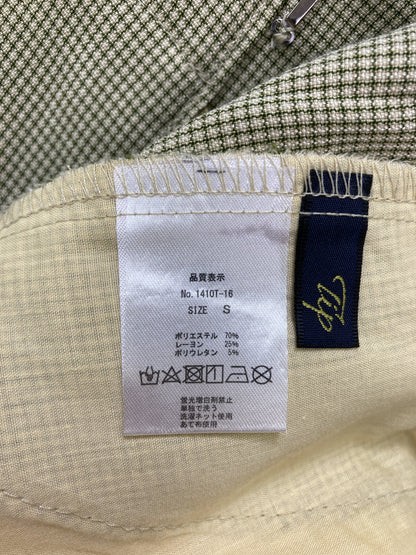 品質表示
No. 1410T-16
SIZE S
ポリエステル 70%
レーヨン 25%
ポリウレタン 5%
蛍光増白剤禁止
単独で洗う
洗濯ネット使用
あて布使用
Tip